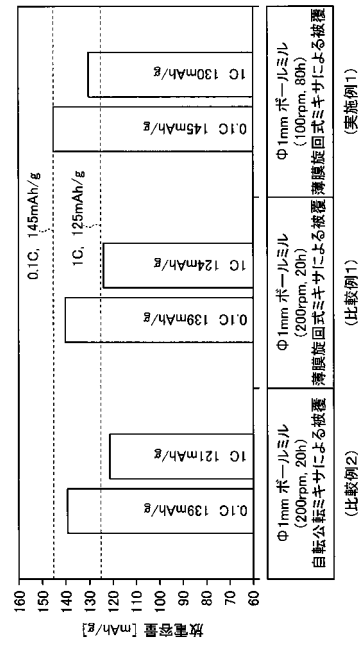 放電容量 [mAh/g]
160
150
140
130
120
110
100
90
80
70
60
0.1C, 145mAh/g
1C, 125mAh/g
0.1C 139mAh/g
1C 121mAh/g
0.1C 139mAh/g
1C 124mAh/g
0.1C 145mAh/g
1C 130mAh/g
Φ1mm ボールミル
(200rpm, 20h)
自転公転ミキサによる被覆
(比較例2)
Φ1mm ボールミル
(200rpm, 20h)
薄膜旋回式ミキサによる被覆
(比較例1)
Φ1mm ボールミル
(100rpm, 80h)
薄膜旋回式ミキサによる被覆
(実施例1)